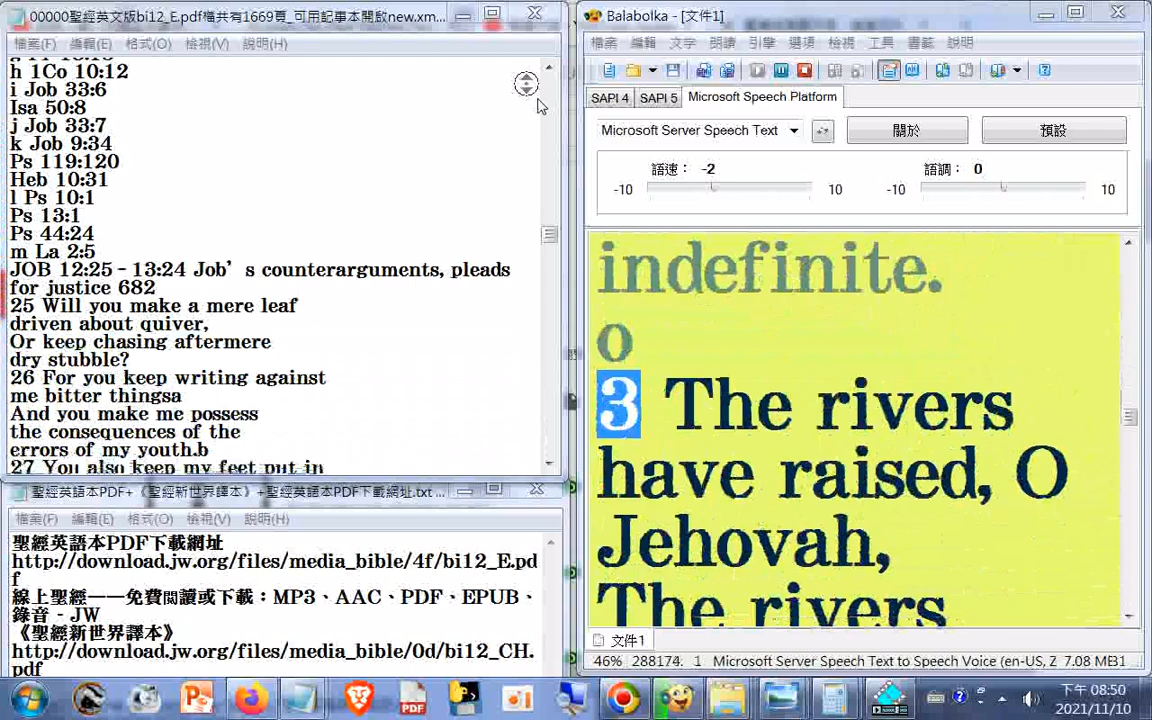 00000聖經英文版bi12_E.pdf檔共有1669頁_可用記事本開啟new.xm...
檔案(F) 編輯(E) 格式(O) 檢視(V) 說明(H)
h 1Co 10:12
i Job 33:6
Isa 50:8
j Job 33:7
k Job 9:34
Ps 119:120
Heb 10:31
l Ps 10:1
Ps 13:1
Ps 44:24
m La 2:5
JOB 12:25–13:24 Job's counterarguments, pleads
for justice 682
25 Will you make a mere leaf
driven about quiver,
Or keep chasing aftermere
dry stubble?
26 For you keep writing against
me bitter thingsa
And you make me possess
the consequences of the
errors of my youth.b
27 You also keep my feet put in
聖經英語本PDF+《聖經新世界譯本》+聖經英語本PDF下載網址.txt ...
檔案(F) 編輯(E) 格式(O) 檢視(V) 說明(H)
聖經英語本PDF下載網址
http://download.jw.org/files/media_bible/4f/bi12_E.pd
f
線上聖經——免費閱讀或下載：MP3、AAC、PDF、EPUB、
錄音 - JW
《聖經新世界譯本》
http://download.jw.org/files/media_bible/0d/bi12_CH.
pdf
Balabolka - [文件1]
檔案 編輯 文字 朗讀 引擎 選項 檢視 工具 書籤 說明
SAPI 4 SAPI 5 Microsoft Speech Platform
Microsoft Server Speech Text 關於 預設
語速： -2 語調： 0
-10 10 -10 10
indefinite.
o
3 The rivers
have raised, O
Jehovah,
The rivers
文件1
46% 288174. 1 Microsoft Server Speech Text to Speech Voice (en-US, Z 7.08 MB1
下午 08:50
2021/11/10